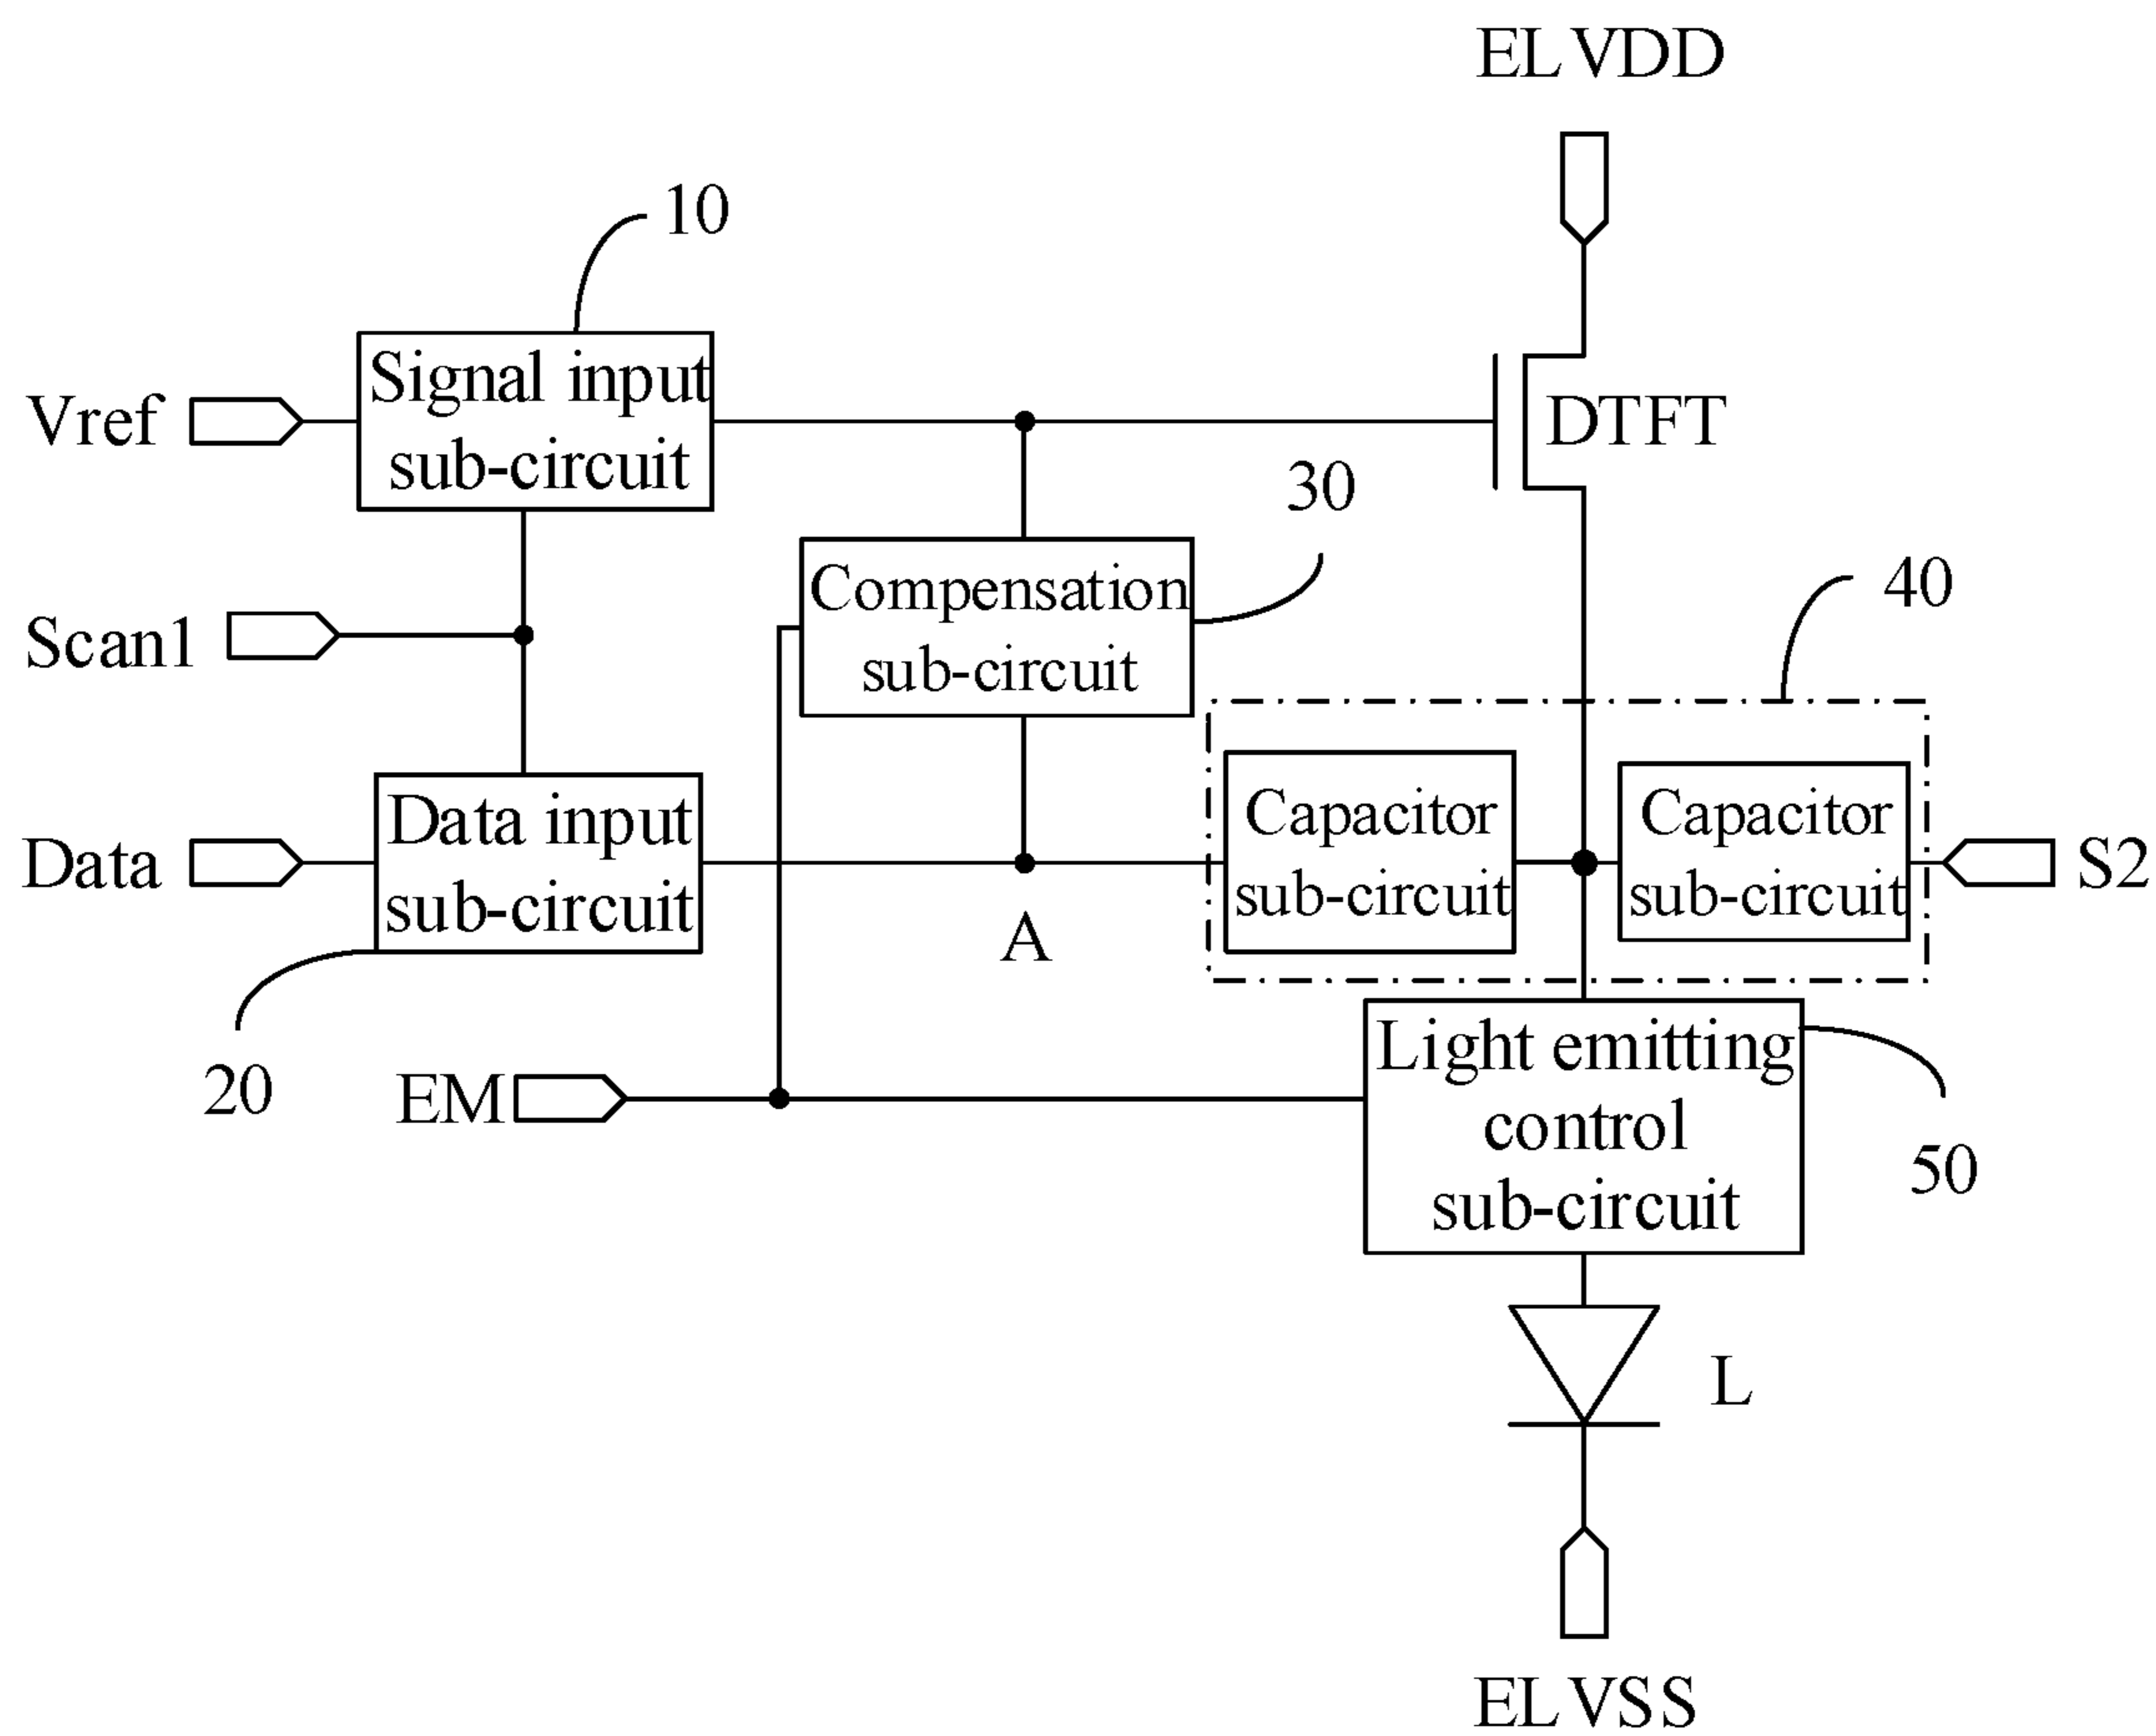 ELVDD
10
Signal input
sub-circuit
Vref
DTFT
30
Compensation
sub-circuit
40
Scan1
Data input
sub-circuit
Data
Capacitor
sub-circuit
Capacitor
sub-circuit
S2
A
20
EM
Light emitting
control
sub-circuit
50
L
ELVSS